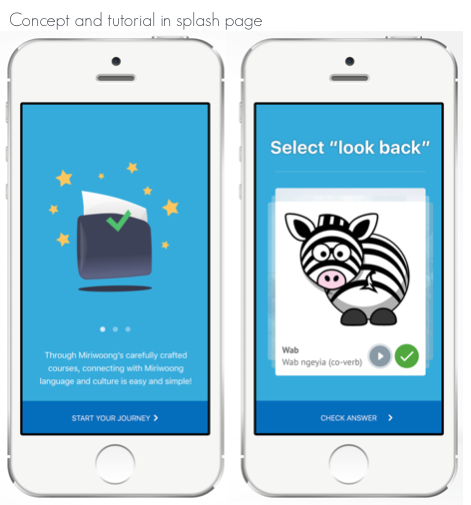 Concept and tutorial in splash page
Through Miriwoong's carefully crafted
courses, connecting with Miriwoong
language and culture is easy and simple!
START YOUR JOURNEY
Select “look back”
Wab
Wab ngeyia (co-verb)
CHECK ANSWER